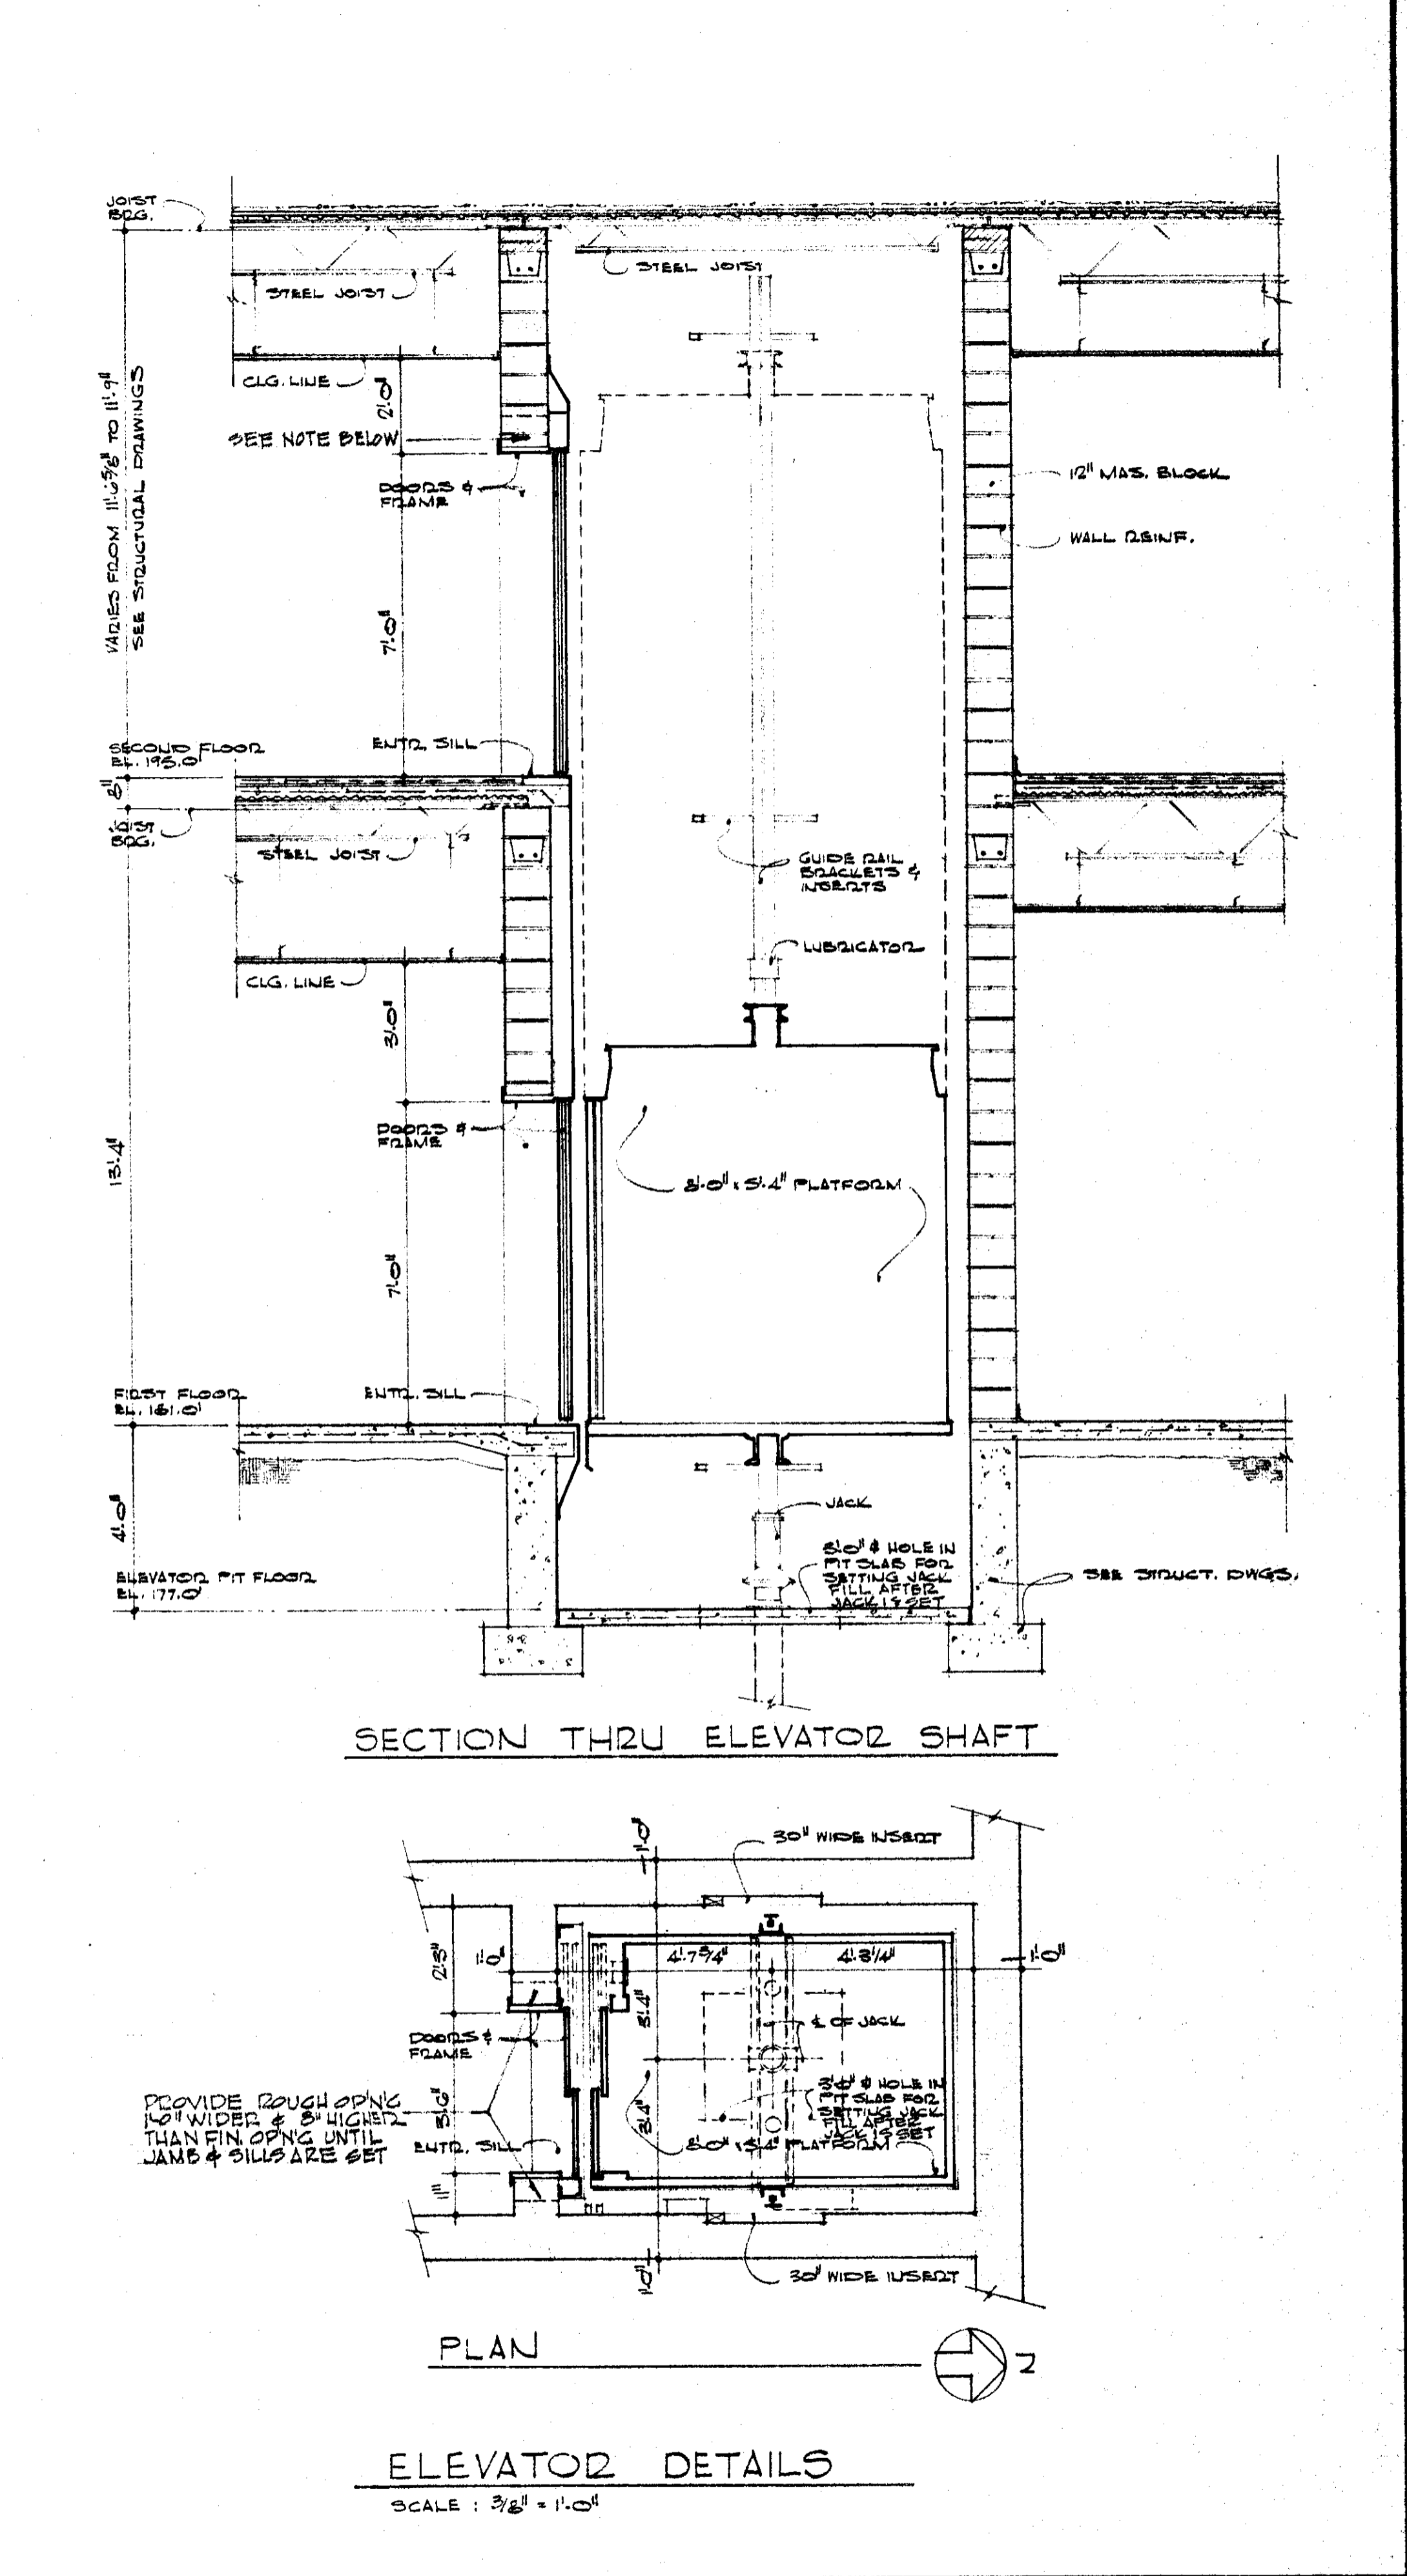 JOIST
BRG.
STEEL JOIST
STEEL JOIST
CLG. LINE
2'-0"
SEE NOTE BELOW
DOORS &
FRAME
12" MAS. BLOCK
WALL REINF.
VARIES FROM 11'-6 5/8" TO 11'-9"
SEE STRUCTURAL DRAWINGS
7'-0"
SECOND FLOOR
EL. 195.0'
ENTR. SILL
8"
JOIST
BRG.
STEEL JOIST
GUIDE RAIL
BRACKETS &
INSERTS
LUBRICATOR
CLG. LINE
3'-0"
DOORS &
FRAME
13'-4"
8'-0" x 5'-4" PLATFORM
7'-0"
FIRST FLOOR
EL. 181.0'
ENTR. SILL
4'-0"
JACK
3'-0" ϕ HOLE IN
PIT SLAB FOR
SETTING JACK
FILL AFTER
JACK IS SET
ELEVATOR PIT FLOOR
EL. 177.0'
SEE STRUCT. DWGS.
SECTION THRU ELEVATOR SHAFT
1'-0"
30" WIDE INSERT
2'-3"
1'-0"
4'-7 3/4"
4'-3 1/4"
1'-0"
3'-4"
DOORS &
FRAME
℄ OF JACK
PROVIDE ROUGH OP'N'G
1'-0" WIDER & 8" HIGHER
THAN FIN. OP'N'G UNTIL
JAMB & SILLS ARE SET
3'-6"
3'-4"
3'-0" ϕ HOLE IN
PIT SLAB FOR
SETTING JACK
FILL AFTER
JACK IS SET
ENTR. SILL
8'-0" x 5'-4" PLATFORM
11"
1'-0"
30" WIDE INSERT
PLAN
N
ELEVATOR DETAILS
SCALE : 3/8" = 1'-0"